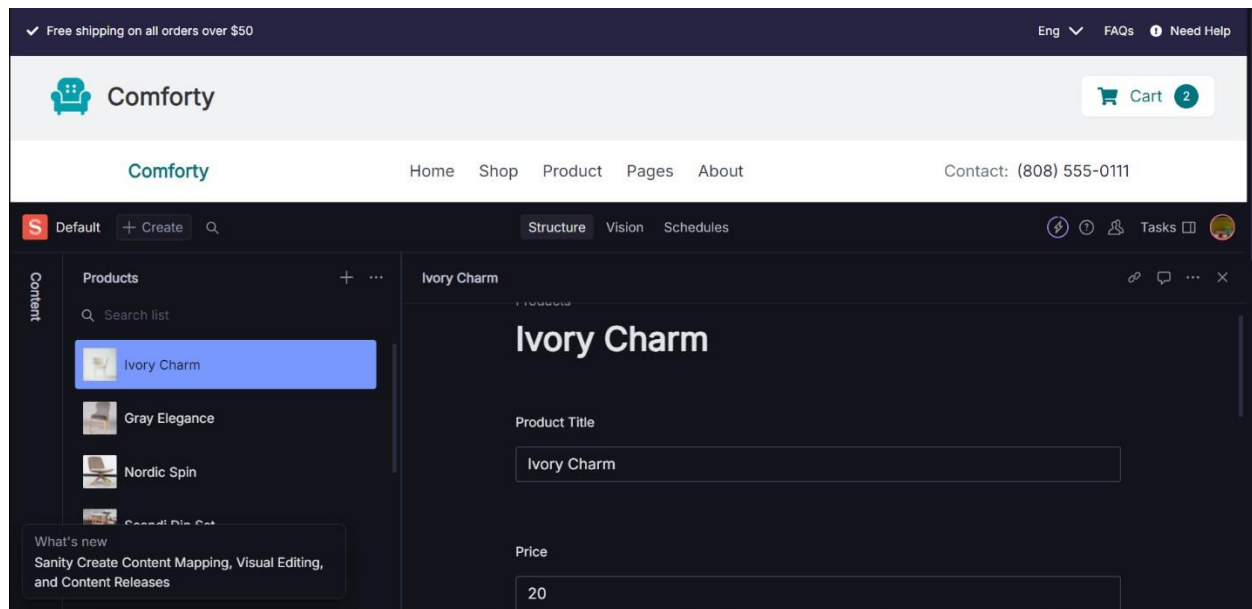 Free shipping on all orders over $50
Eng FAQs Need Help
Comforty
Cart 2
Comforty Home Shop Product Pages About Contact: (808) 555-0111
S Default + Create Structure Vision Schedules Tasks
Content
Products
Search list
Ivory Charm
Gray Elegance
Nordic Spin
What's new
Sanity Create Content Mapping, Visual Editing,
and Content Releases
Ivory Charm
Products
Ivory Charm
Product Title
Ivory Charm
Price
20